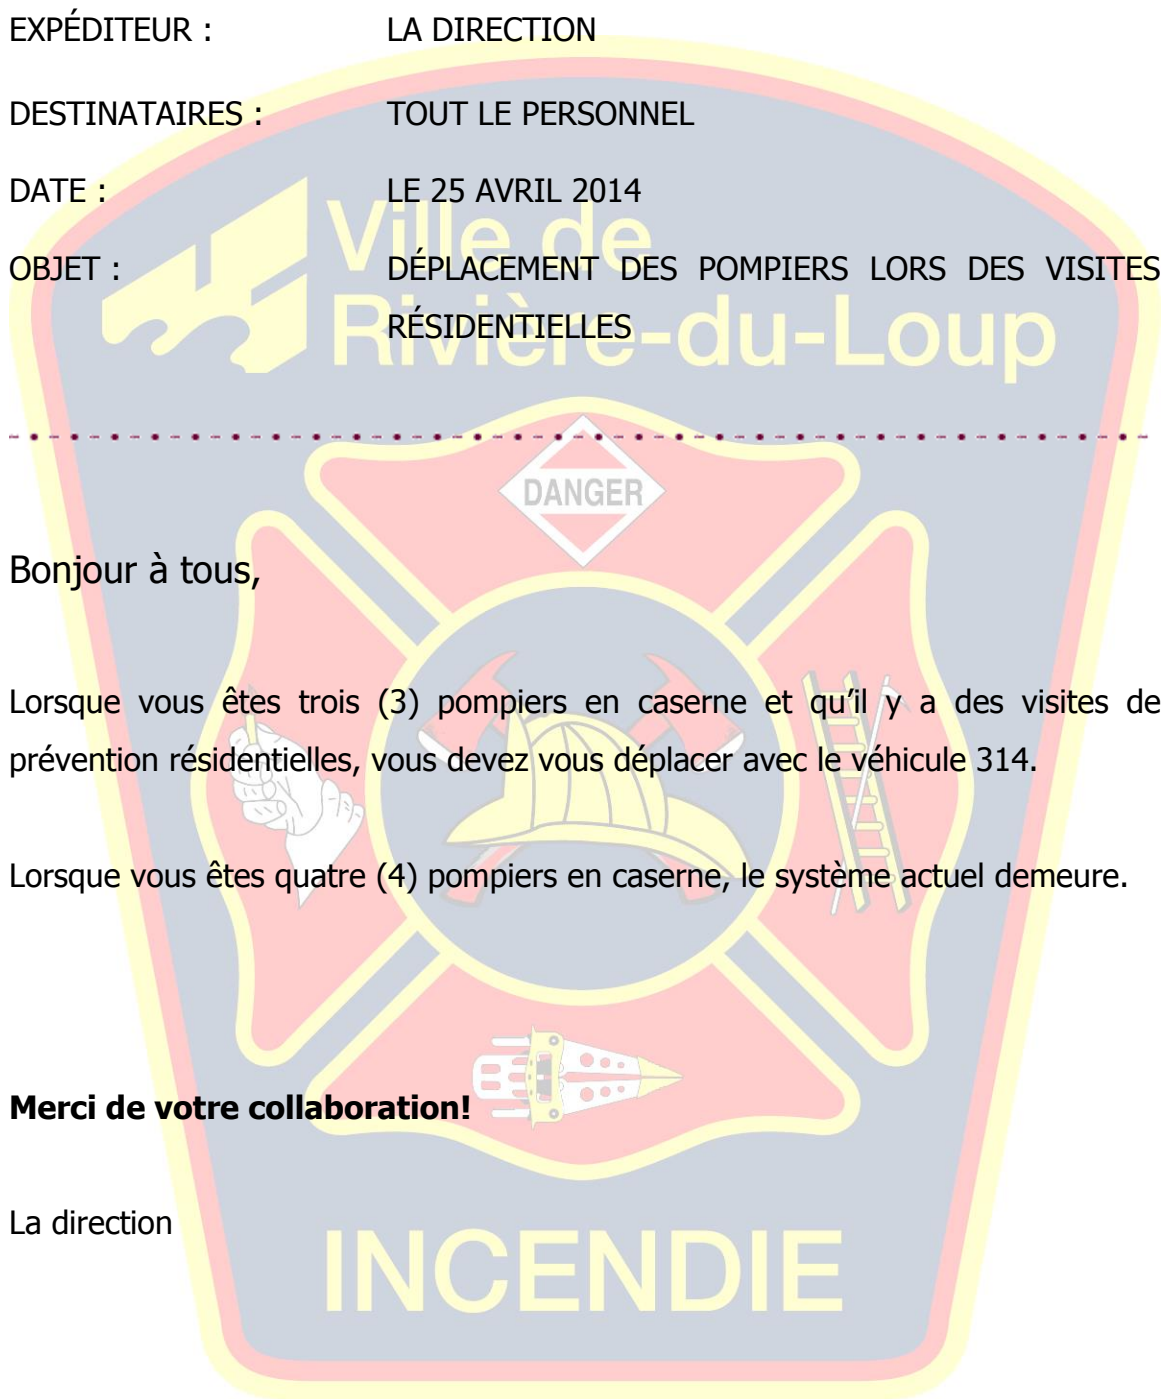 EXPÉDITEUR : LA DIRECTION
DESTINATAIRES : TOUT LE PERSONNEL
DATE : LE 25 AVRIL 2014
Ville de
OBJET : DÉPLACEMENT DES POMPIERS LORS DES VISITES
RÉSIDENTIELLES
Rivière-du-Loup
DANGER
Bonjour à tous,
Lorsque vous êtes trois (3) pompiers en caserne et qu’il y a des visites de
prévention résidentielles, vous devez vous déplacer avec le véhicule 314.
Lorsque vous êtes quatre (4) pompiers en caserne, le système actuel demeure.
Merci de votre collaboration!
La direction
INCENDIE